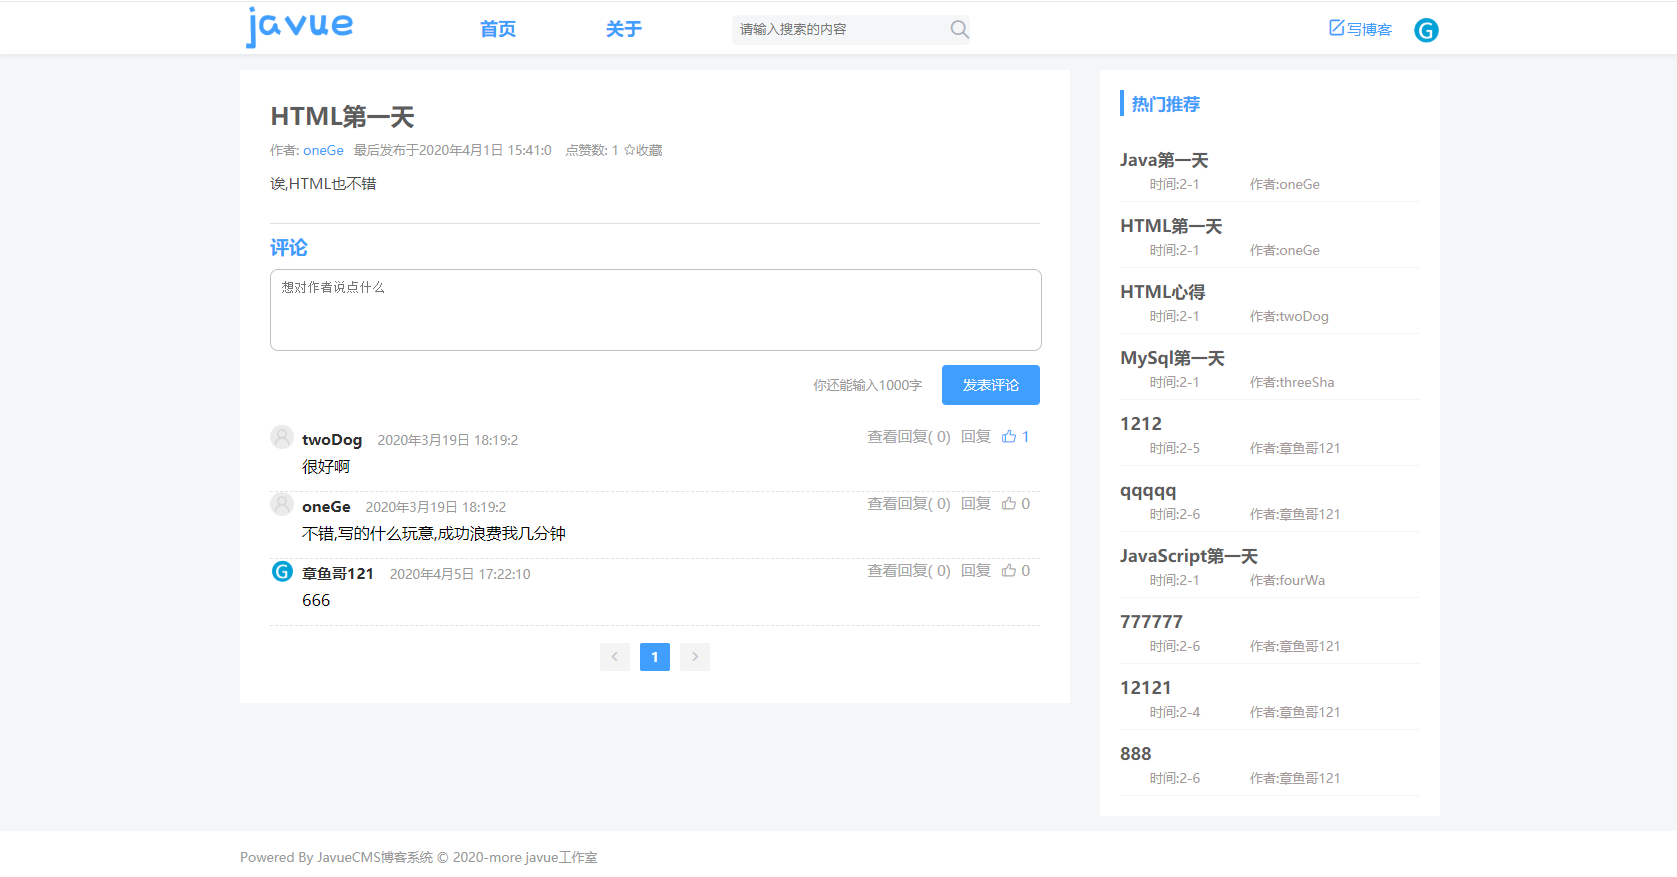 javue 首页 关于 请输入搜索的内容 写博客 G
HTML第一天
作者: oneGe 最后发布于2020年4月1日 15:41:0 点赞数: 1 ☆收藏
诶,HTML也不错
评论
想对作者说点什么
你还能输入1000字 发表评论
twoDog 2020年3月19日 18:19:2 查看回复( 0) 回复 1
很好啊
oneGe 2020年3月19日 18:19:2 查看回复( 0) 回复 0
不错,写的什么玩意,成功浪费我几分钟
G 章鱼哥121 2020年4月5日 17:22:10 查看回复( 0) 回复 0
666
< 1 >
热门推荐
Java第一天
时间:2-1 作者:oneGe
HTML第一天
时间:2-1 作者:oneGe
HTML心得
时间:2-1 作者:twoDog
MySql第一天
时间:2-1 作者:threeSha
1212
时间:2-5 作者:章鱼哥121
qqqqq
时间:2-6 作者:章鱼哥121
JavaScript第一天
时间:2-1 作者:fourWa
777777
时间:2-6 作者:章鱼哥121
12121
时间:2-4 作者:章鱼哥121
888
时间:2-6 作者:章鱼哥121
Powered By JavueCMS博客系统 © 2020-more javue工作室